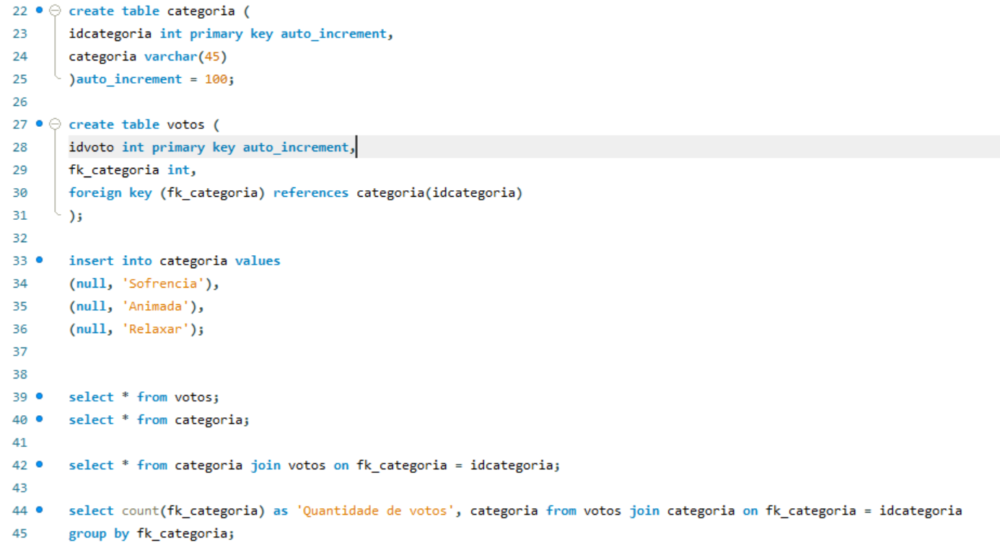 22 create table categoria (
23 idcategoria int primary key auto_increment,
24 categoria varchar(45)
25 )auto_increment = 100;
26
27 create table votos (
28 idvoto int primary key auto_increment,
29 fk_categoria int,
30 foreign key (fk_categoria) references categoria(idcategoria)
31 );
32
33 insert into categoria values
34 (null, 'Sofrencia'),
35 (null, 'Animada'),
36 (null, 'Relaxar');
37
38
39 select * from votos;
40 select * from categoria;
41
42 select * from categoria join votos on fk_categoria = idcategoria;
43
44 select count(fk_categoria) as 'Quantidade de votos', categoria from votos join categoria on fk_categoria = idcategoria
45 group by fk_categoria;